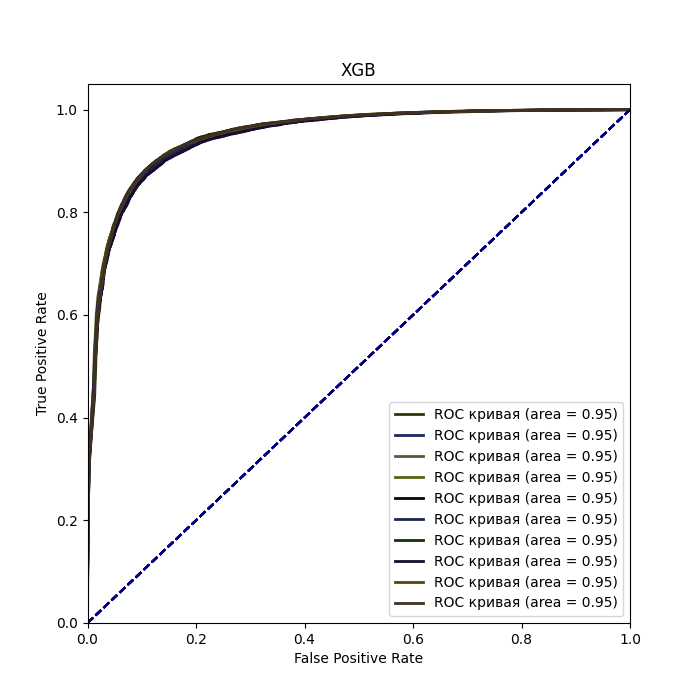 XGB
1.0
0.8
0.6
0.4
0.2
0.0
True Positive Rate
ROC кривая (area = 0.95)
ROC кривая (area = 0.95)
ROC кривая (area = 0.95)
ROC кривая (area = 0.95)
ROC кривая (area = 0.95)
ROC кривая (area = 0.95)
ROC кривая (area = 0.95)
ROC кривая (area = 0.95)
ROC кривая (area = 0.95)
ROC кривая (area = 0.95)
0.0 0.2 0.4 0.6 0.8 1.0
False Positive Rate